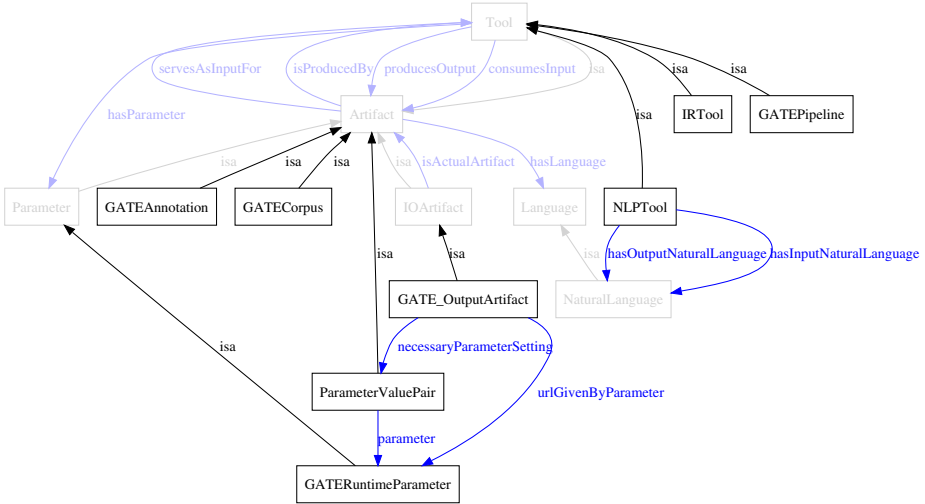 Tool
isa
servesAsInputFor
isProducedBy
producesOutput
consumesInput
isa
isa
hasParameter
Artifact
isa
IRTool
GATEPipeline
isa
isa
isa
isa
isActualArtifact
hasLanguage
Parameter
GATEAnnotation
GATECorpus
IOArtifact
Language
NLPTool
isa
isa
isa
hasOutputNaturalLanguage
hasInputNaturalLanguage
GATE_OutputArtifact
NaturalLanguage
isa
necessaryParameterSetting
ParameterValuePair
urlGivenByParameter
parameter
GATERuntimeParameter